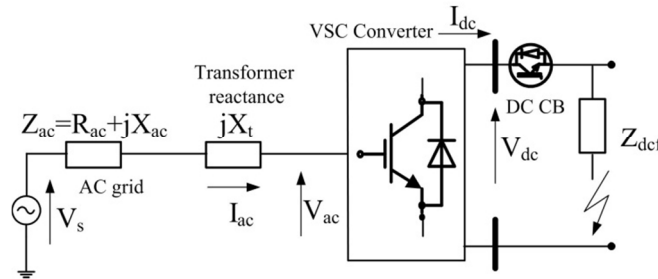 VSC Converter
I_dc
Transformer
reactance
Z_ac=R_ac+jX_ac
jX_t
DC CB
AC grid
V_s
I_ac
V_ac
V_dc
Z_dcf